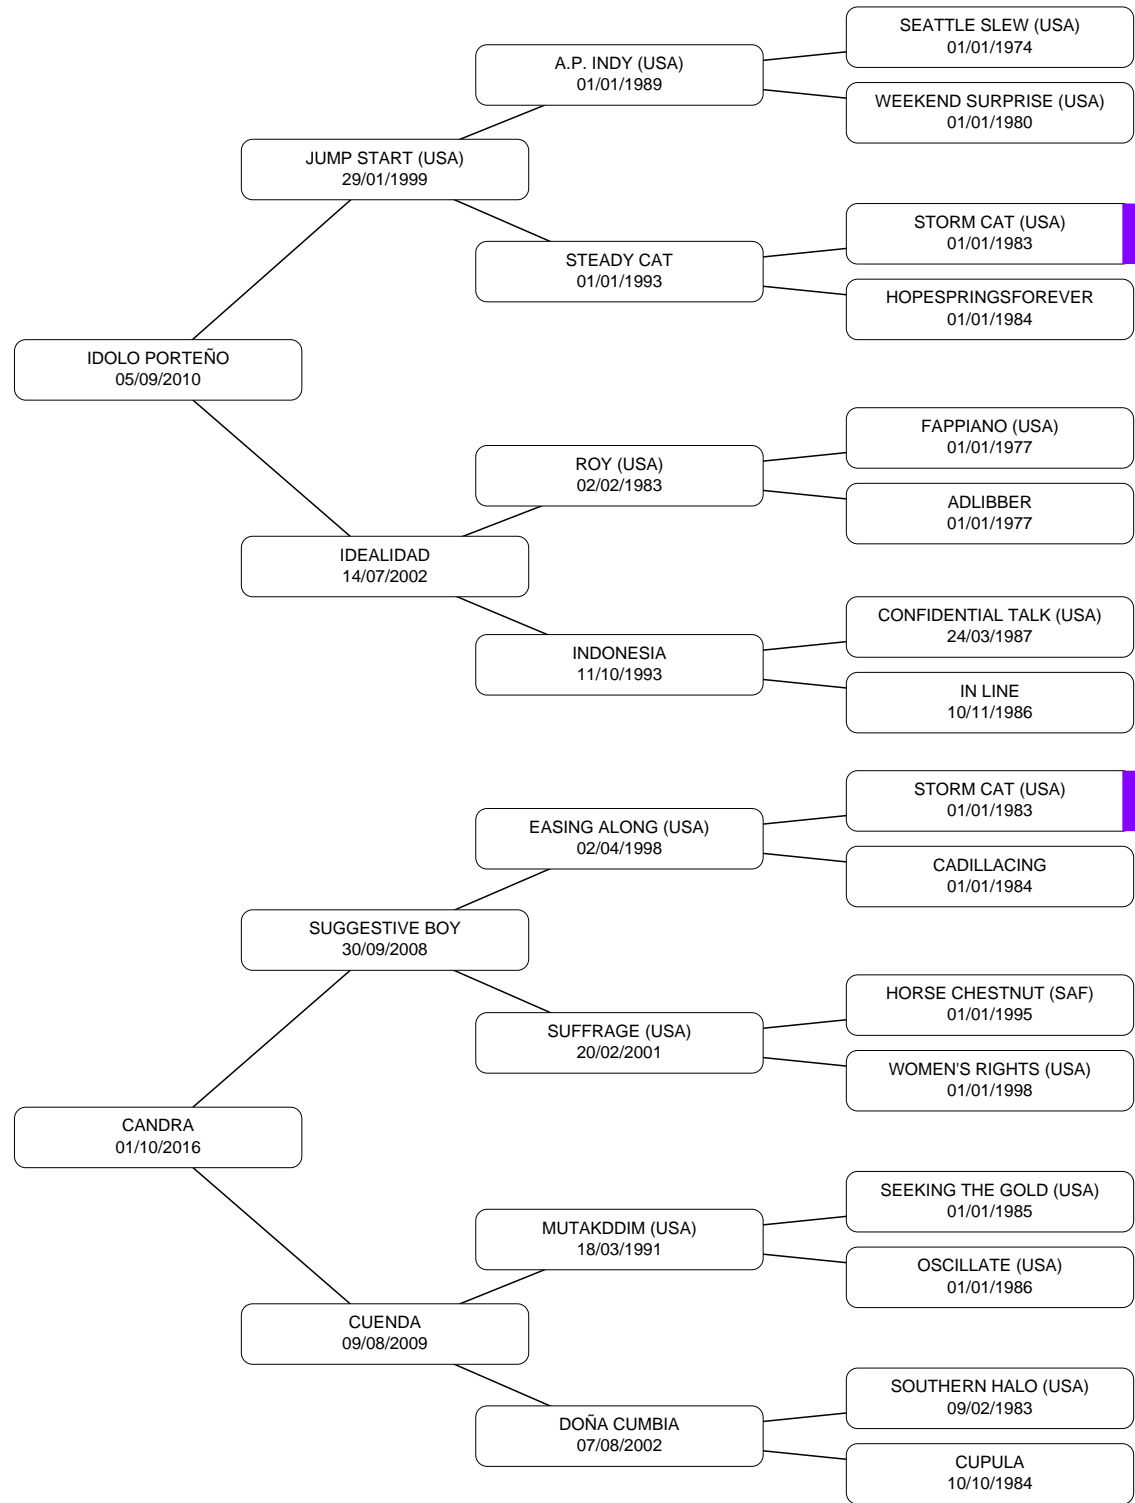 SEATTLE SLEW (USA)
01/01/1974
A.P. INDY (USA)
01/01/1989
WEEKEND SURPRISE (USA)
01/01/1980
JUMP START (USA)
29/01/1999
STORM CAT (USA)
01/01/1983
STEADY CAT
01/01/1993
HOPESPRINGSFOREVER
01/01/1984
IDOLO PORTEÑO
05/09/2010
FAPPIANO (USA)
01/01/1977
ROY (USA)
02/02/1983
ADLIBBER
01/01/1977
IDEALIDAD
14/07/2002
CONFIDENTIAL TALK (USA)
24/03/1987
INDONESIA
11/10/1993
IN LINE
10/11/1986
STORM CAT (USA)
01/01/1983
EASING ALONG (USA)
02/04/1998
CADILLACING
01/01/1984
SUGGESTIVE BOY
30/09/2008
HORSE CHESTNUT (SAF)
01/01/1995
SUFFRAGE (USA)
20/02/2001
WOMEN'S RIGHTS (USA)
01/01/1998
CANDRA
01/10/2016
SEEKING THE GOLD (USA)
01/01/1985
MUTAKDDIM (USA)
18/03/1991
OSCILLATE (USA)
01/01/1986
CUENDA
09/08/2009
SOUTHERN HALO (USA)
09/02/1983
DOÑA CUMBIA
07/08/2002
CUPULA
10/10/1984